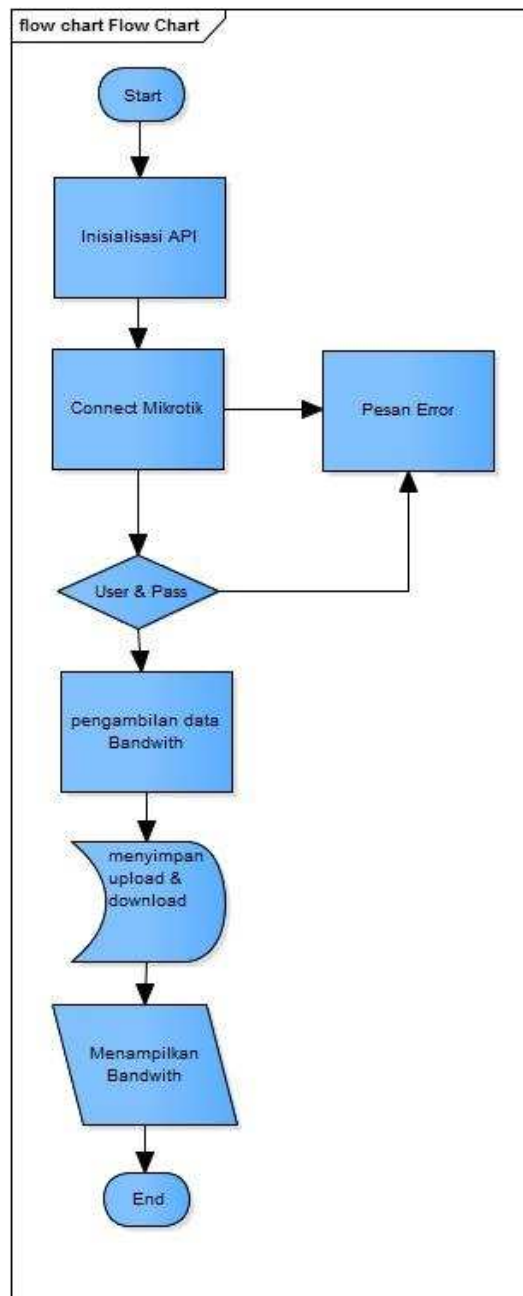 flow chart Flow Chart
Start
Inisialisasi API
Connect Mikrotik
Pesan Error
User & Pass
pengambilan data
Bandwith
menyimpan
upload &
download
Menampilkan
Bandwith
End